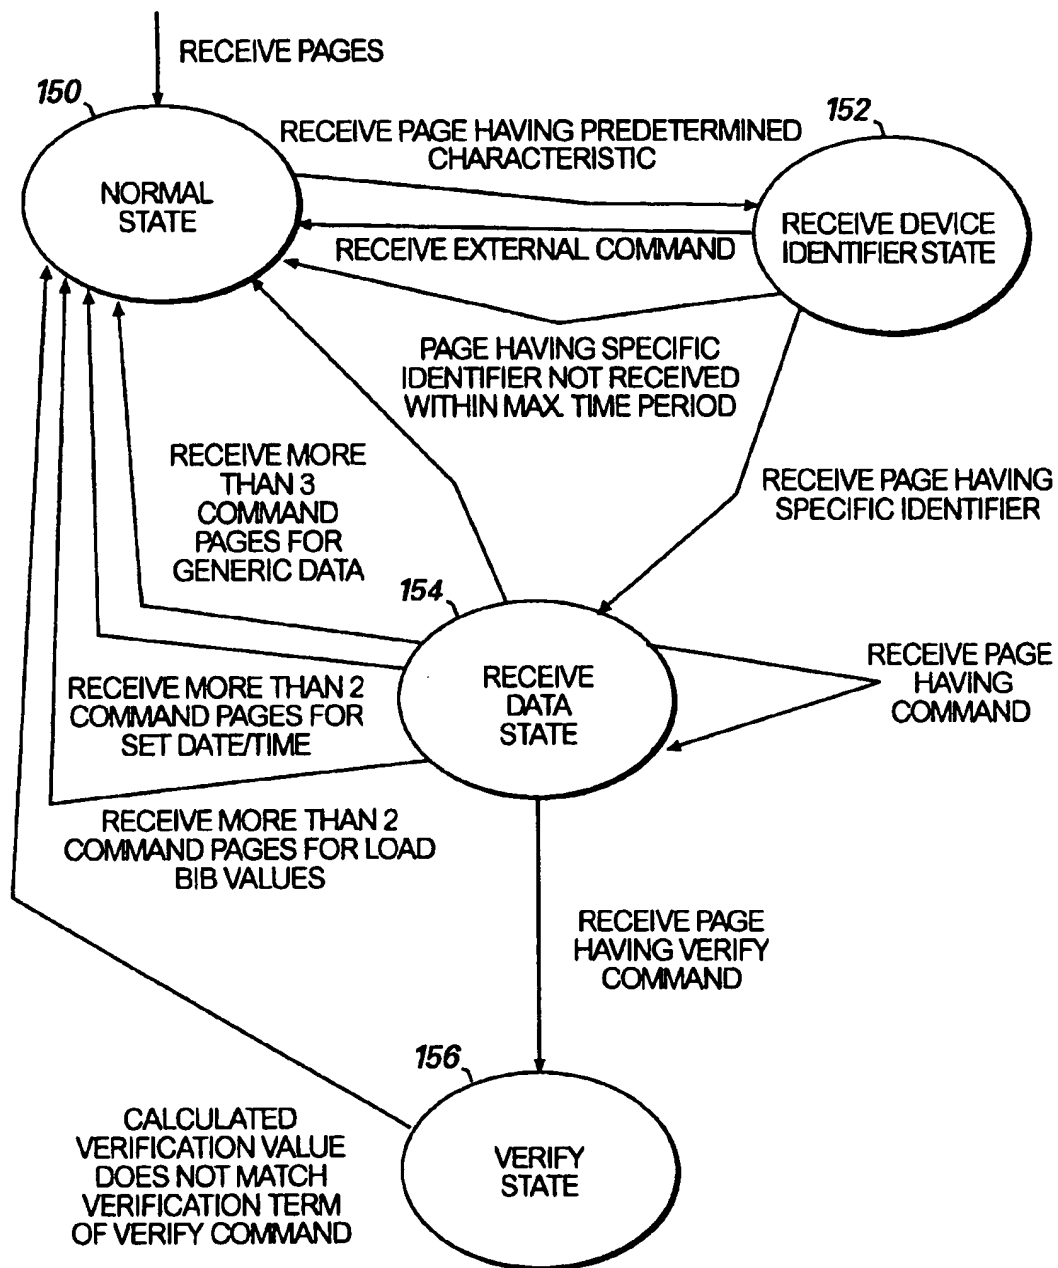 RECEIVE PAGES
150
152
RECEIVE PAGE HAVING PREDETERMINED
CHARACTERISTIC
NORMAL
STATE
RECEIVE DEVICE
IDENTIFIER STATE
RECEIVE EXTERNAL COMMAND
PAGE HAVING SPECIFIC
IDENTIFIER NOT RECEIVED
WITHIN MAX. TIME PERIOD
RECEIVE MORE
THAN 3
COMMAND
PAGES FOR
GENERIC DATA
RECEIVE PAGE HAVING
SPECIFIC IDENTIFIER
154
RECEIVE
DATA
STATE
RECEIVE PAGE
HAVING
COMMAND
RECEIVE MORE THAN 2
COMMAND PAGES FOR
SET DATE/TIME
RECEIVE MORE THAN 2
COMMAND PAGES FOR LOAD
BIB VALUES
RECEIVE PAGE
HAVING VERIFY
COMMAND
156
VERIFY
STATE
CALCULATED
VERIFICATION VALUE
DOES NOT MATCH
VERIFICATION TERM
OF VERIFY COMMAND